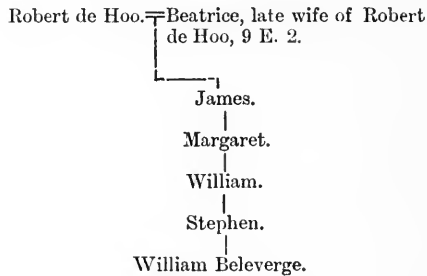 Robert de Hoo. Beatrice, late wife of Robert
de Hoo, 9 E. 2.
James.
Margaret.
William.
Stephen.
William Beleverge.